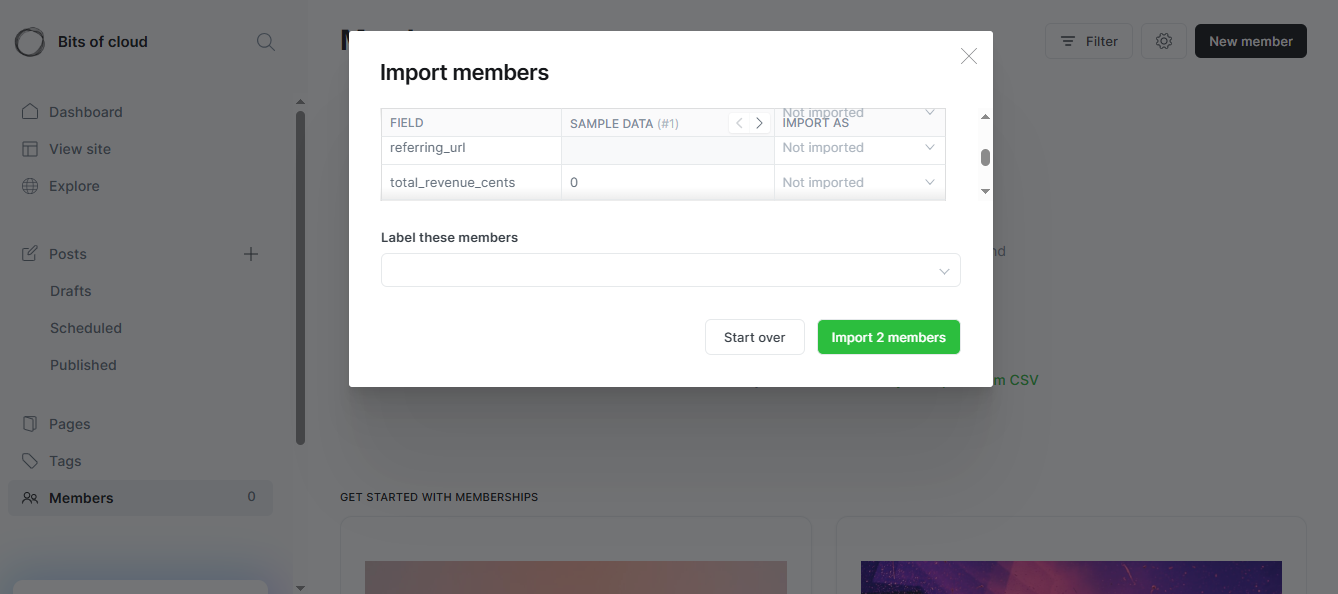 Bits of cloud
Dashboard
View site
Explore
Posts
Drafts
Scheduled
Published
Pages
Tags
Members 0
Filter
New member
Import members
FIELD SAMPLE DATA (#1) IMPORT AS
Not imported
referring_url Not imported
total_revenue_cents 0 Not imported
Label these members
Start over
Import 2 members
nd
m CSV
GET STARTED WITH MEMBERSHIPS